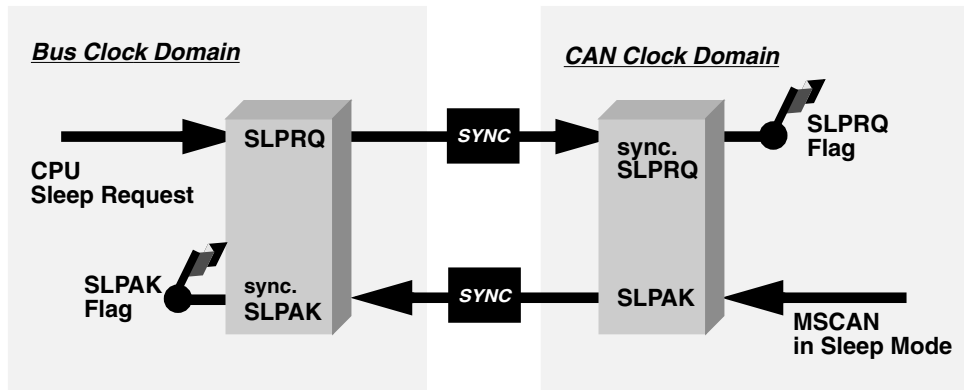 Bus Clock Domain
CAN Clock Domain
SLPRQ
SYNC
sync.
SLPRQ
SLPRQ
Flag
CPU
Sleep Request
SLPAK
Flag
sync.
SLPAK
SYNC
SLPAK
MSCAN
in Sleep Mode